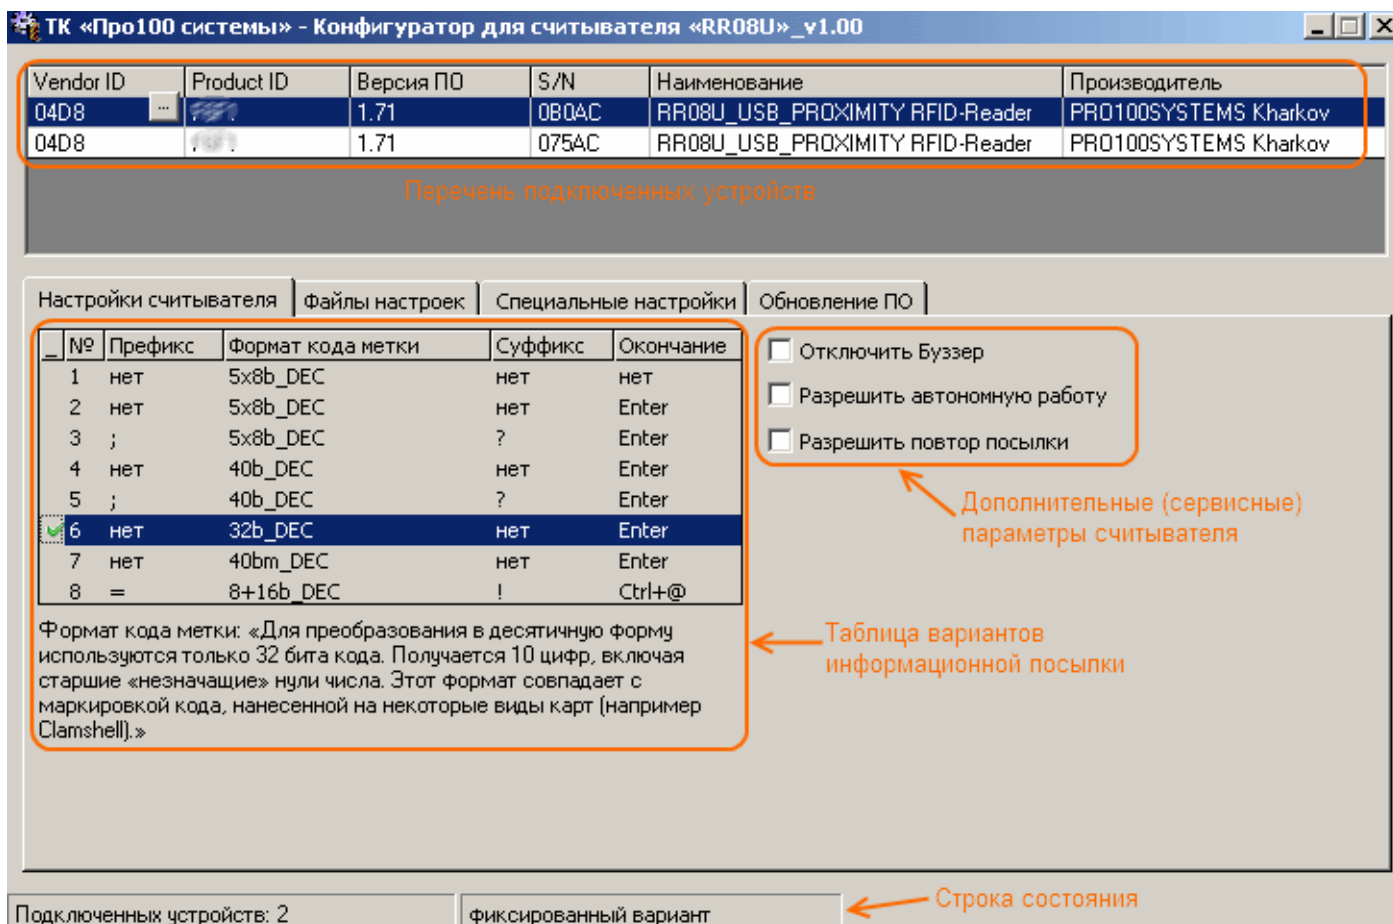 ТК «Про100 системы» - Конфигуратор для считывателя «RR08U»_v1.00
Vendor ID Product ID Версия ПО S/N Наименование Производитель
04D8 ... 1.71 0B0AC RR08U_USB_PROXIMITY RFID-Reader PRO100SYSTEMS Kharkov
04D8 1.71 075AC RR08U_USB_PROXIMITY RFID-Reader PRO100SYSTEMS Kharkov
Перечень подключенных устройств
Настройки считывателя Файлы настроек Специальные настройки Обновление ПО
_ № Префикс Формат кода метки Суффикс Окончание
1 нет 5x8b_DEC нет нет
2 нет 5x8b_DEC нет Enter
3 ; 5x8b_DEC ? Enter
4 нет 40b_DEC нет Enter
5 ; 40b_DEC ? Enter
6 нет 32b_DEC нет Enter
7 нет 40bm_DEC нет Enter
8 = 8+16b_DEC ! Ctrl+@
Формат кода метки: «Для преобразования в десятичную форму
используются только 32 бита кода. Получается 10 цифр, включая
старшие «незначащие» нули числа. Этот формат совпадает с
маркировкой кода, нанесенной на некоторые виды карт (например
Clamshell).»
Отключить Буззер
Разрешить автономную работу
Разрешить повтор посылки
Дополнительные (сервисные)
параметры считывателя
Таблица вариантов
информационной посылки
Строка состояния
Подключенных устройств: 2 фиксированный вариант